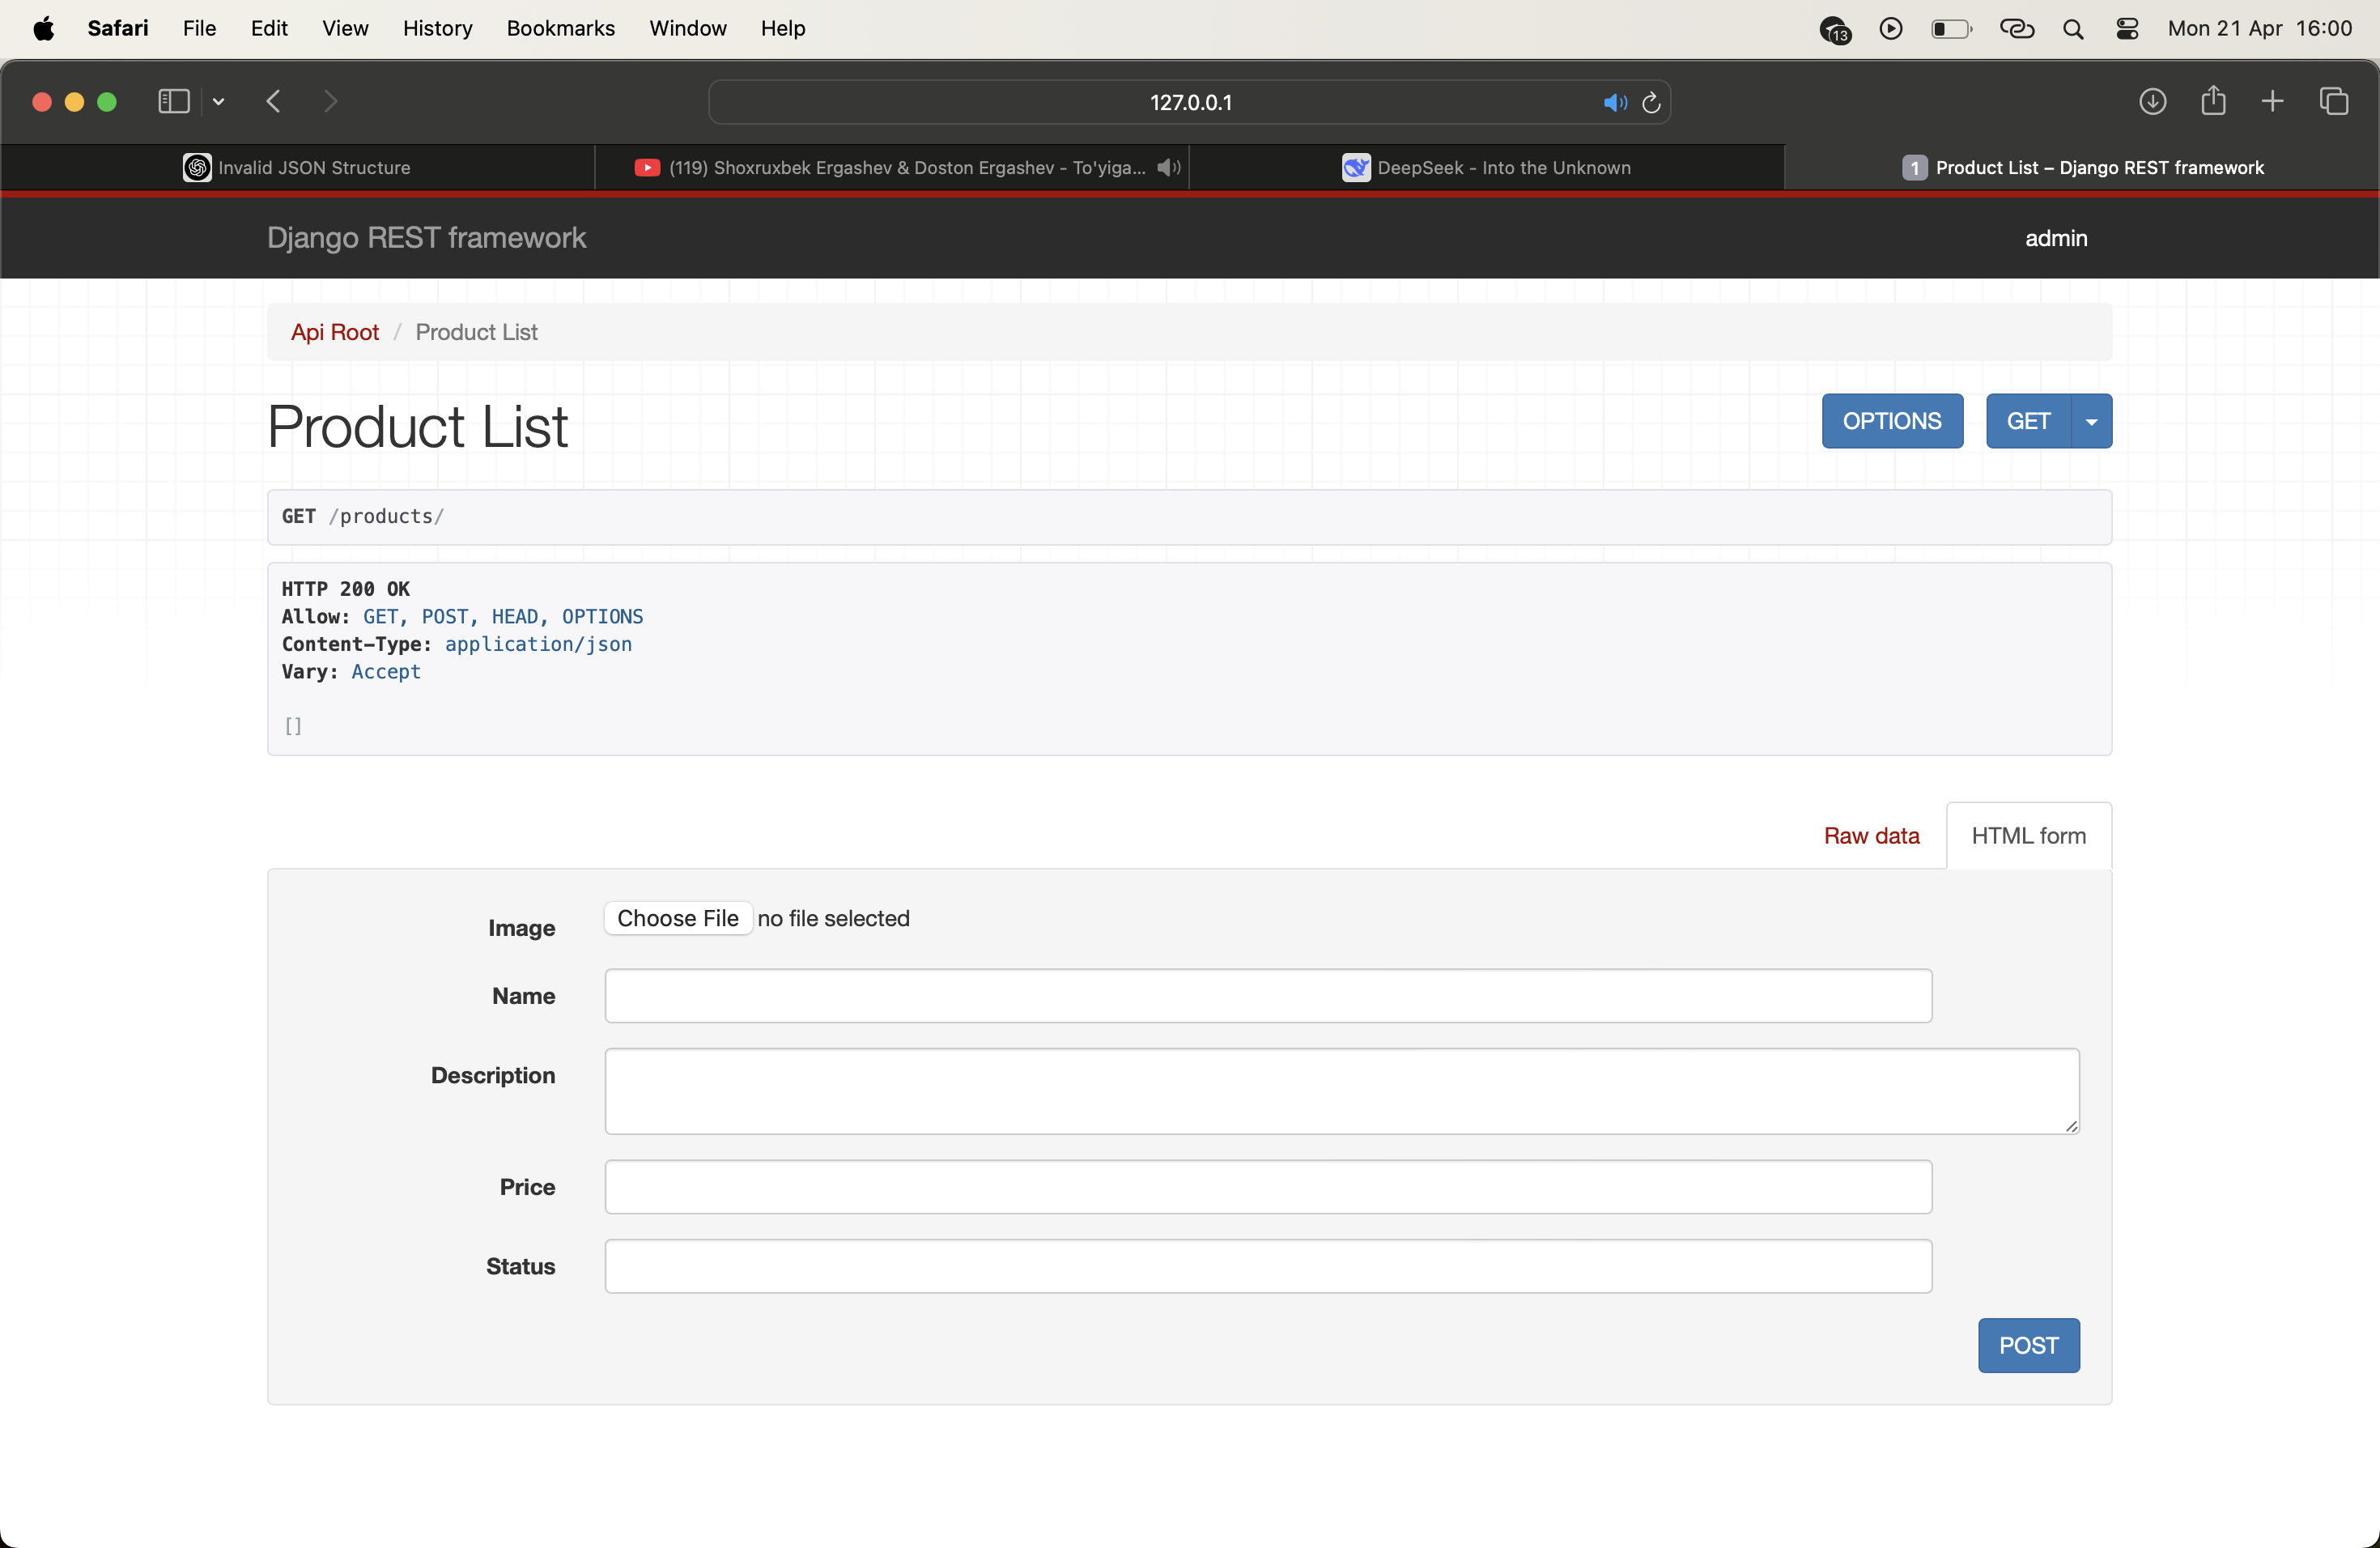 Safari File Edit View History Bookmarks Window Help 13 Mon 21 Apr 16:00
127.0.0.1
Invalid JSON Structure (119) Shoxruxbek Ergashev & Doston Ergashev - To'yiga... DeepSeek - Into the Unknown 1 Product List – Django REST framework
Django REST framework admin
Api Root / Product List
Product List OPTIONS GET
GET /products/
HTTP 200 OK
Allow: GET, POST, HEAD, OPTIONS
Content-Type: application/json
Vary: Accept
[]
Raw data HTML form
Image Choose File no file selected
Name
Description
Price
Status
POST